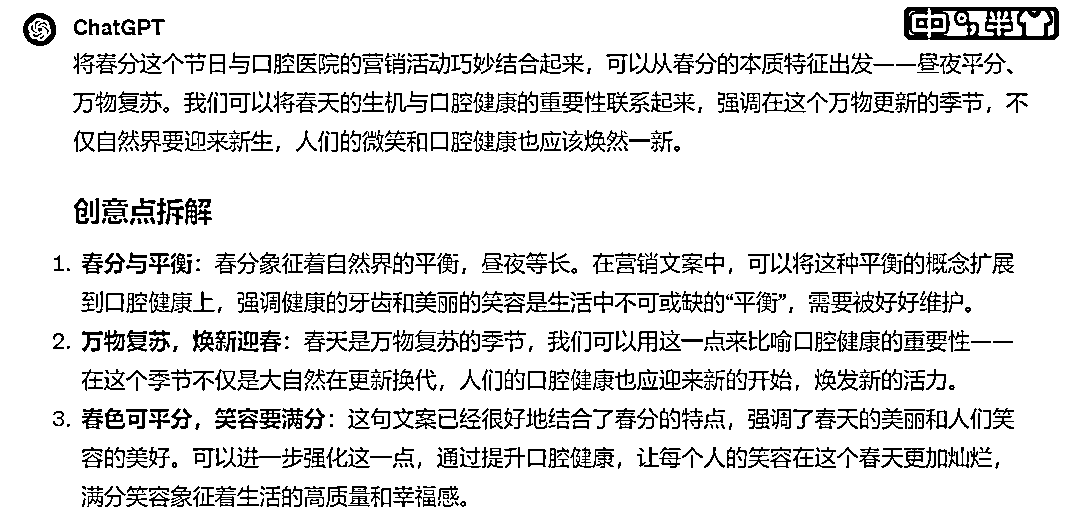 ChatGPT
中 半
将春分这个节日与口腔医院的营销活动巧妙结合起来，可以从春分的本质特征出发——昼夜平分、
万物复苏。我们可以将春天的生机与口腔健康的重要性联系起来，强调在这个万物更新的季节，不
仅自然界要迎来新生，人们的微笑和口腔健康也应该焕然一新。
创意点拆解
1. 春分与平衡：春分象征着自然界的平衡，昼夜等长。在营销文案中，可以将这种平衡的概念扩展
到口腔健康上，强调健康的牙齿和美丽的笑容是生活中不可或缺的“平衡”，需要被好好维护。
2. 万物复苏，焕新迎春：春天是万物复苏的季节，我们可以用这一点来比喻口腔健康的重要性——
在这个季节不仅是大自然在更新换代，人们的口腔健康也应迎来新的开始，焕发新的活力。
3. 春色可平分，笑容要满分：这句文案已经很好地结合了春分的特点，强调了春天的美丽和人们笑
容的美好。可以进一步强化这一点，通过提升口腔健康，让每个人的笑容在这个春天更加灿烂，
满分笑容象征着生活的高质量和幸福感。